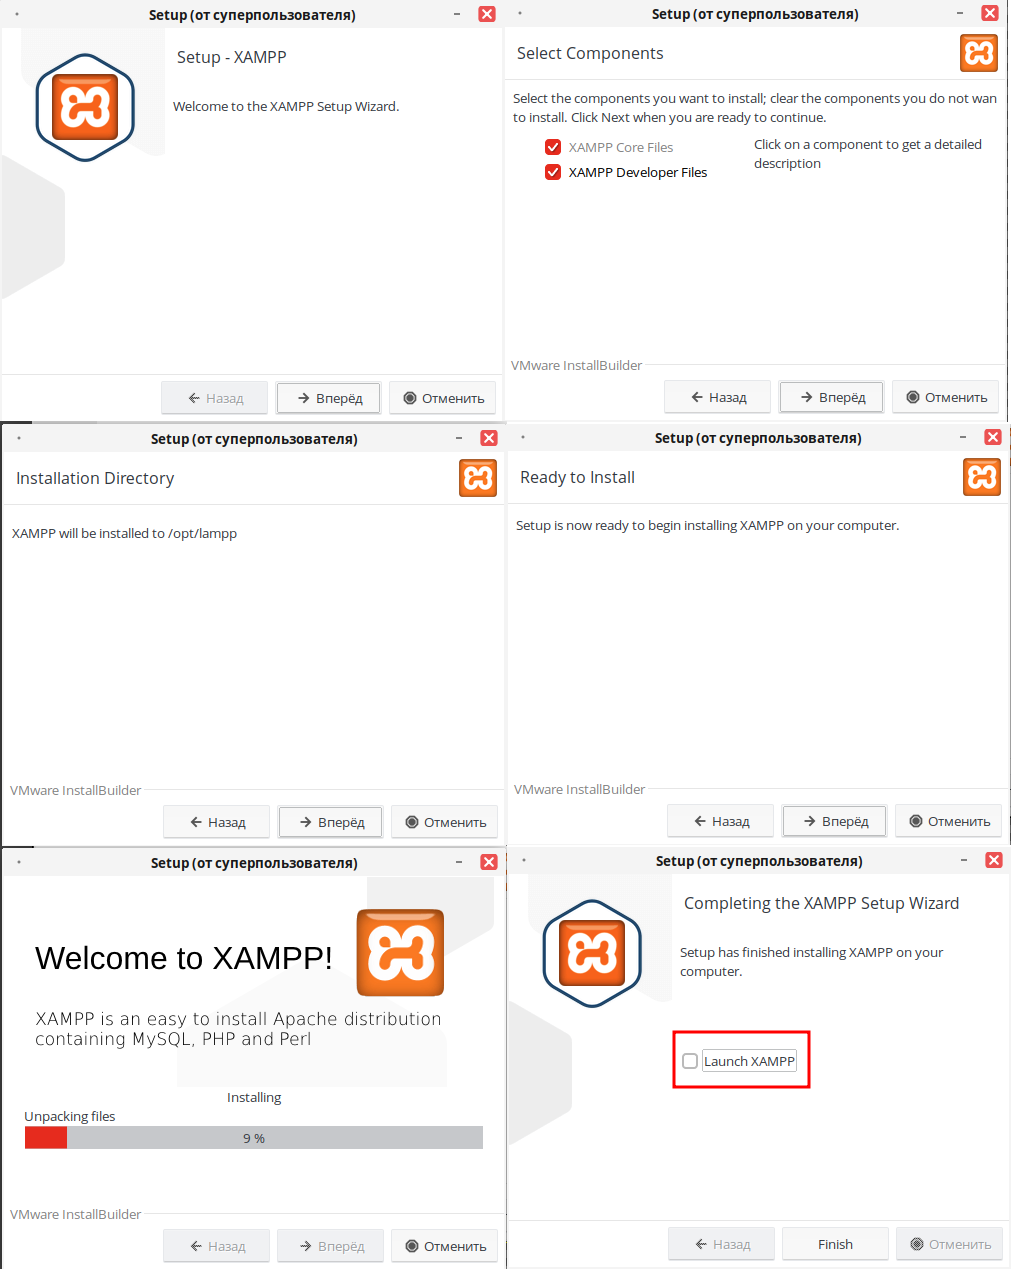 Setup (от суперпользователя)
Setup - XAMPP
Welcome to the XAMPP Setup Wizard.
Назад
Вперёд
Отменить
Setup (от суперпользователя)
Select Components
Select the components you want to install; clear the components you do not wan
to install. Click Next when you are ready to continue.
XAMPP Core Files
XAMPP Developer Files
Click on a component to get a detailed
description
VMware InstallBuilder
Назад
Вперёд
Отменить
Setup (от суперпользователя)
Installation Directory
XAMPP will be installed to /opt/lampp
VMware InstallBuilder
Назад
Вперёд
Отменить
Setup (от суперпользователя)
Ready to Install
Setup is now ready to begin installing XAMPP on your computer.
VMware InstallBuilder
Назад
Вперёд
Отменить
Setup (от суперпользователя)
Welcome to XAMPP!
XAMPP is an easy to install Apache distribution
containing MySQL, PHP and Perl
Installing
Unpacking files
9 %
VMware InstallBuilder
Назад
Вперёд
Отменить
Setup (от суперпользователя)
Completing the XAMPP Setup Wizard
Setup has finished installing XAMPP on your
computer.
Launch XAMPP
Назад
Finish
Отменить